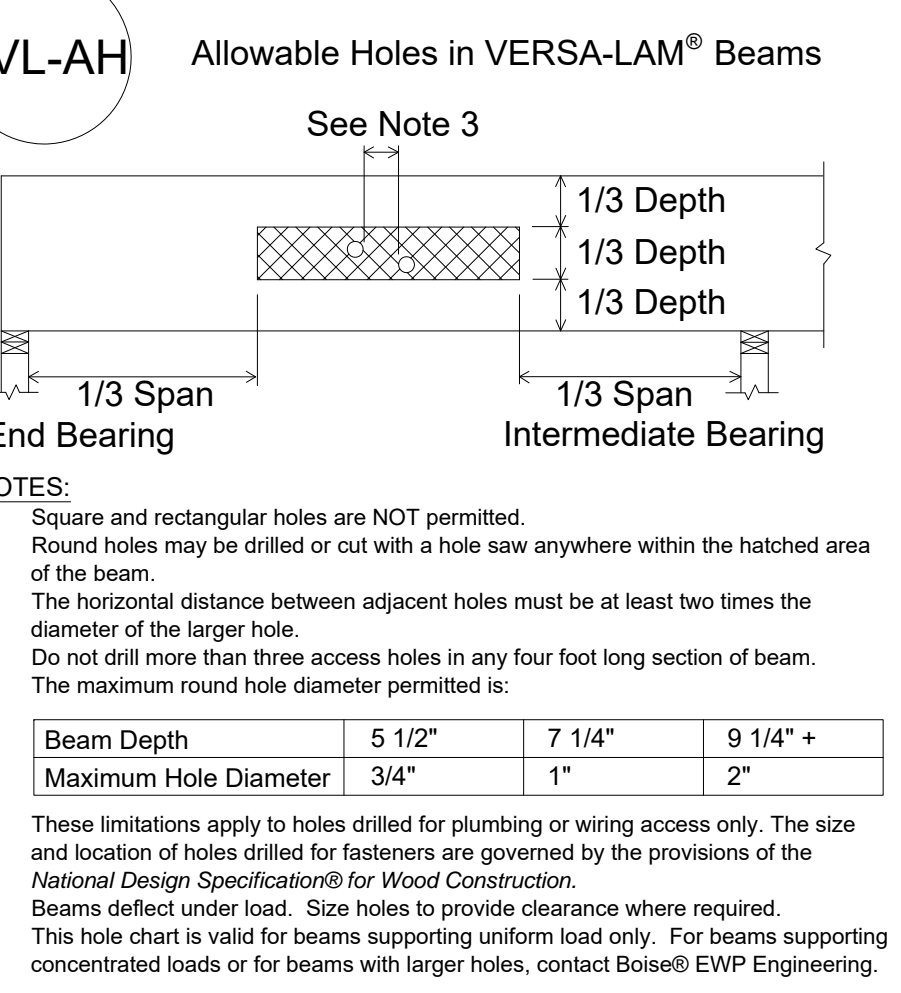 VL-AH
Allowable Holes in VERSA-LAM® Beams
See Note 3
1/3 Depth
1/3 Depth
1/3 Depth
1/3 Span
1/3 Span
End Bearing
Intermediate Bearing
NOTES:
Square and rectangular holes are NOT permitted.
Round holes may be drilled or cut with a hole saw anywhere within the hatched area
of the beam.
The horizontal distance between adjacent holes must be at least two times the
diameter of the larger hole.
Do not drill more than three access holes in any four foot long section of beam.
The maximum round hole diameter permitted is:
Beam Depth 5 1/2" 7 1/4" 9 1/4" +
Maximum Hole Diameter 3/4" 1" 2"
These limitations apply to holes drilled for plumbing or wiring access only. The size
and location of holes drilled for fasteners are governed by the provisions of the
National Design Specification® for Wood Construction.
Beams deflect under load. Size holes to provide clearance where required.
This hole chart is valid for beams supporting uniform load only. For beams supporting
concentrated loads or for beams with larger holes, contact Boise® EWP Engineering.